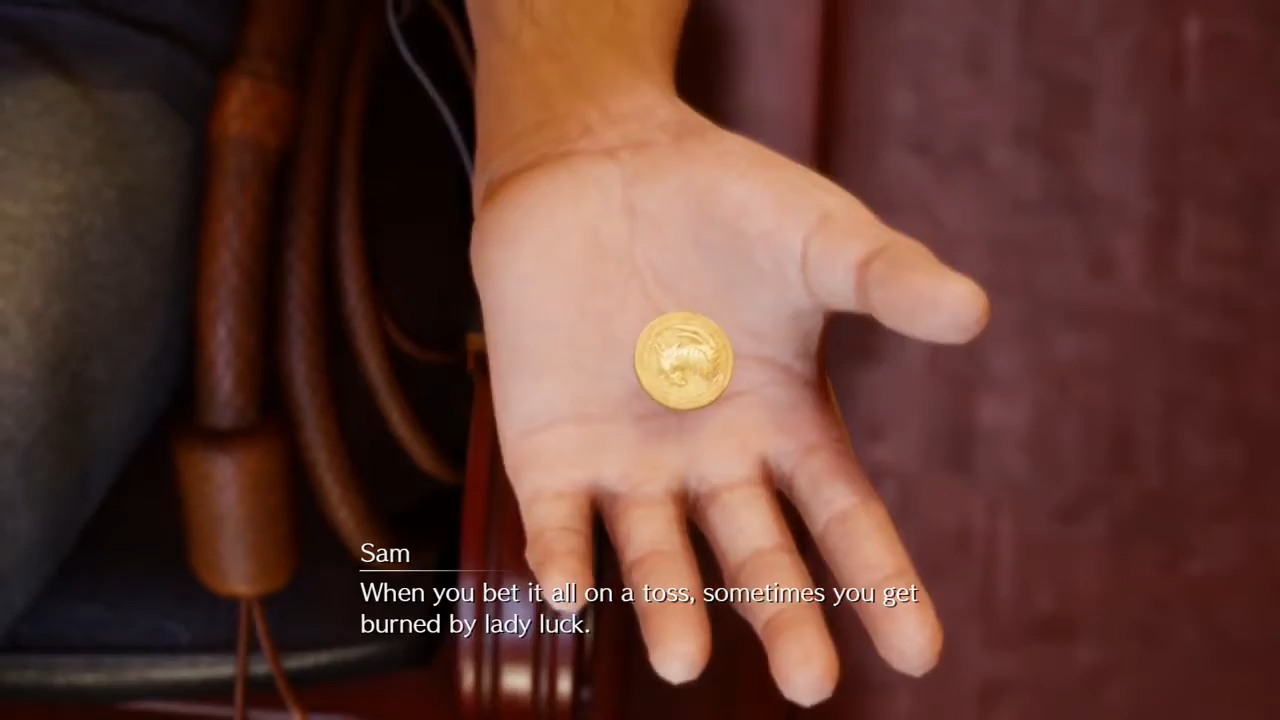 Sam
When you bet it all on a toss, sometimes you get
burned by lady luck.